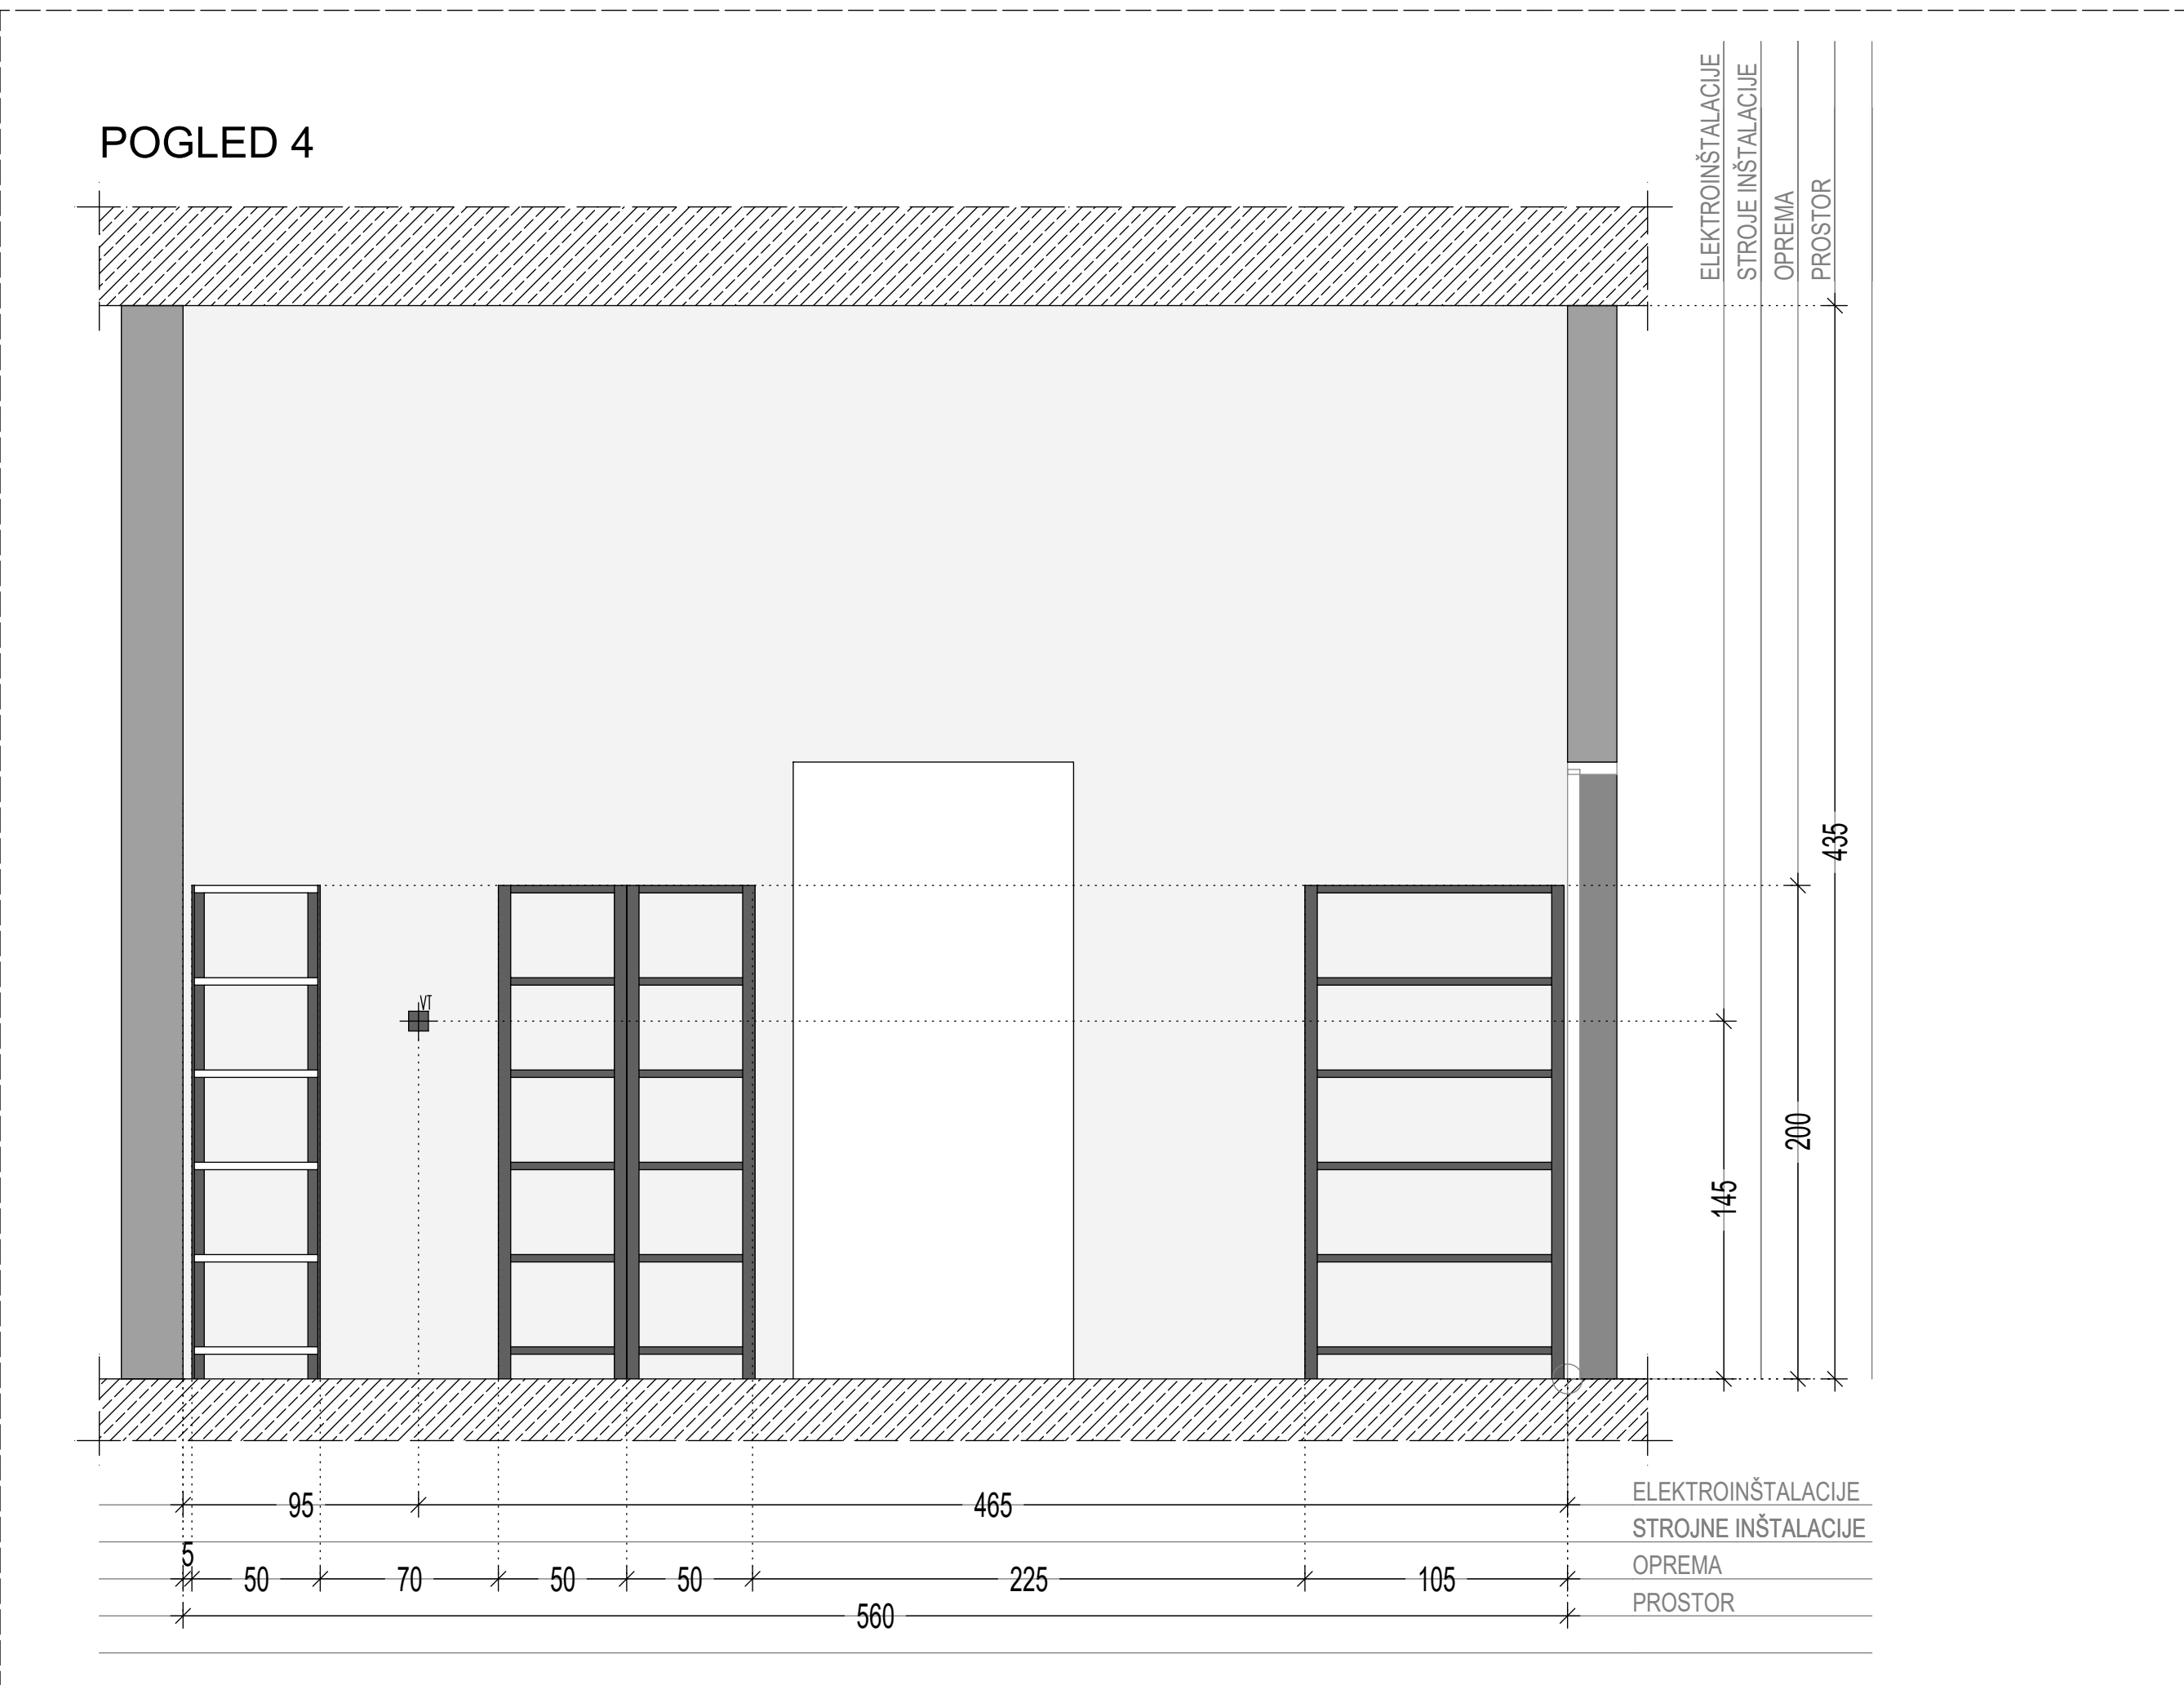 POGLED 4
ELEKTROINŠTALACIJE
STROJE INŠTALACIJE
OPREMA
PROSTOR
435
VT
200
145
95
465
ELEKTROINŠTALACIJE
STROJNE INŠTALACIJE
5
50
70
50
50
225
105
OPREMA
560
PROSTOR